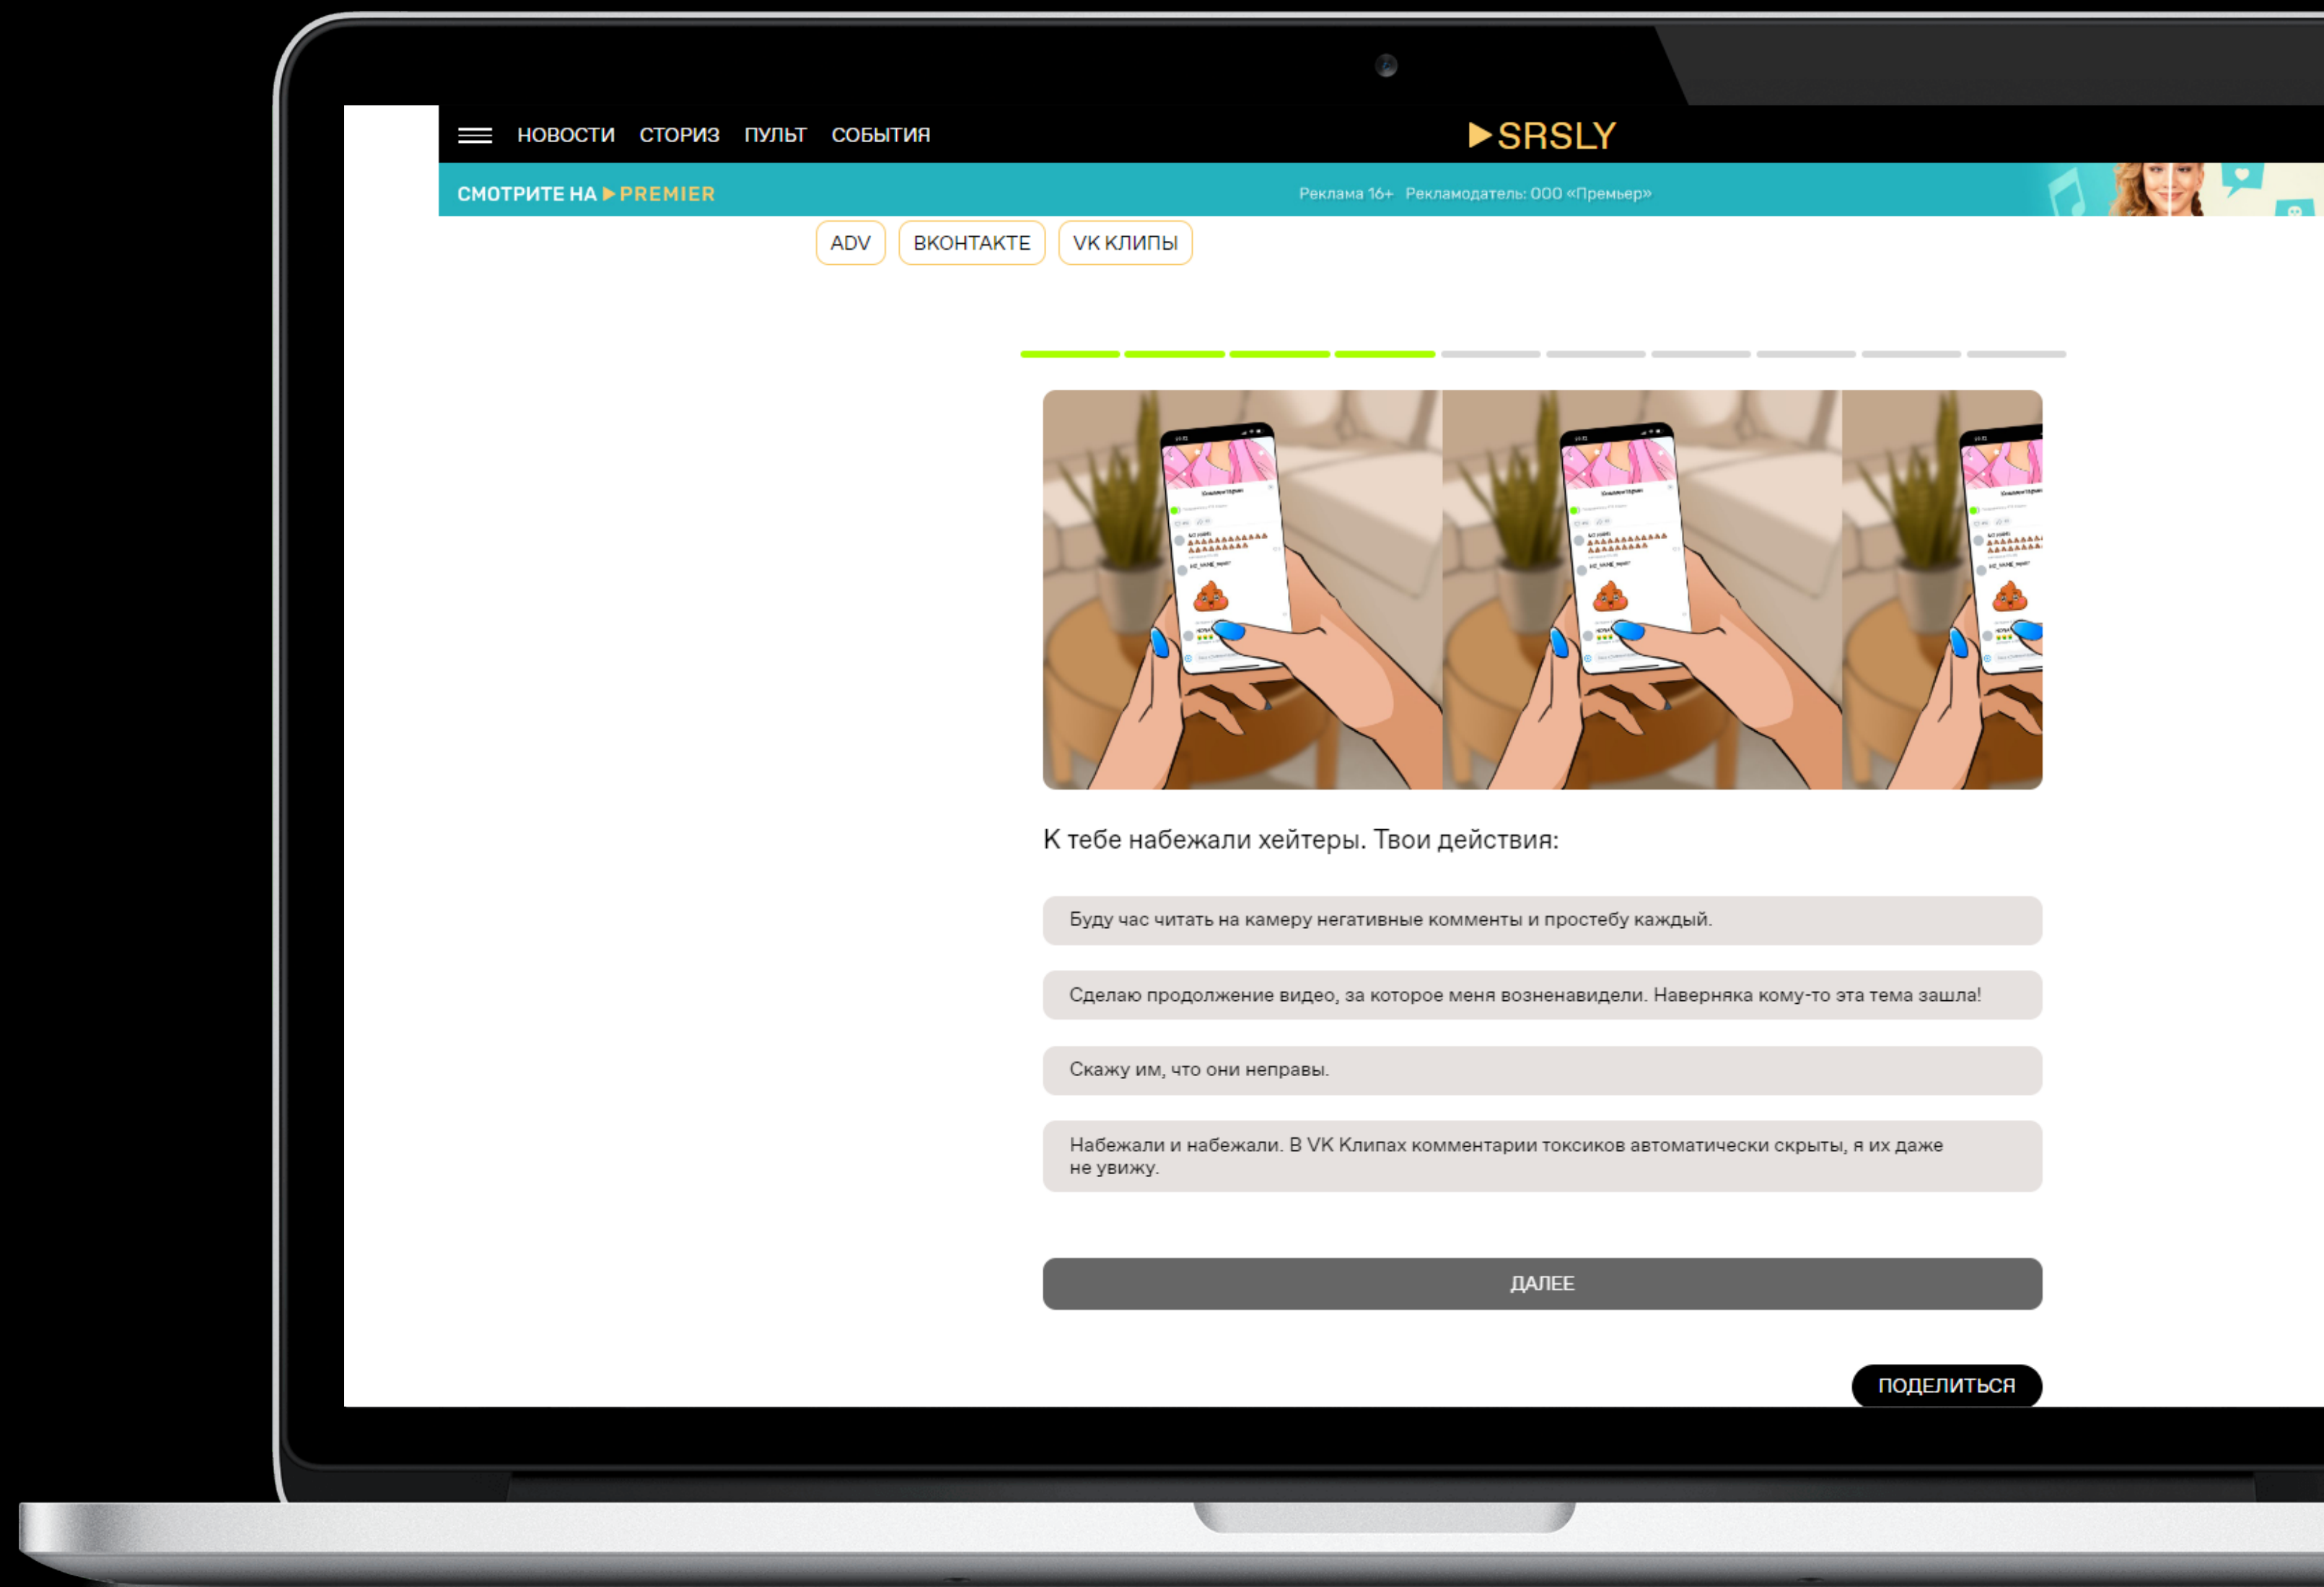 НОВОСТИ СТОРИЗ ПУЛЬТ СОБЫТИЯ
SRSLY
СМОТРИТЕ НА PREMIER
Реклама 16+ Рекламодатель: ООО «Премьер»
ADV ВКОНТАКТЕ VK КЛИПЫ
Комментарии
Комментарии
К тебе набежали хейтеры. Твои действия:
Буду час читать на камеру негативные комменты и простебу каждый.
Сделаю продолжение видео, за которое меня возненавидели. Наверняка кому-то эта тема зашла!
Скажу им, что они неправы.
Набежали и набежали. В VK Клипах комментарии токсиков автоматически скрыты, я их даже
не увижу.
ДАЛЕЕ
ПОДЕЛИТЬСЯ